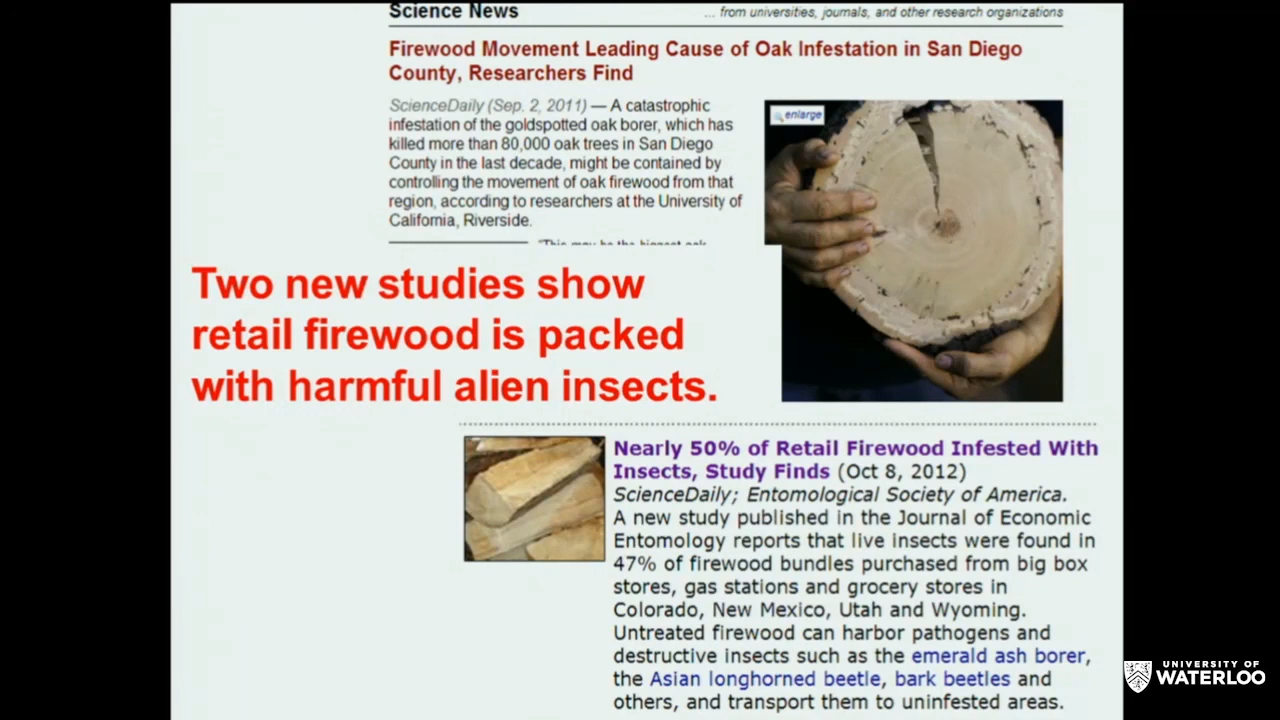 Science News
... from universities, journals, and other research organizations
Firewood Movement Leading Cause of Oak Infestation in San Diego
County, Researchers Find
ScienceDaily (Sep. 2, 2011) — A catastrophic
infestation of the goldspotted oak borer, which has
killed more than 80,000 oak trees in San Diego
County in the last decade, might be contained by
controlling the movement of oak firewood from that
region, according to researchers at the University of
California, Riverside.
"This may be the biggest oak
enlarge
Two new studies show
retail firewood is packed
with harmful alien insects.
Nearly 50% of Retail Firewood Infested With
Insects, Study Finds (Oct 8, 2012)
ScienceDaily; Entomological Society of America.
A new study published in the Journal of Economic
Entomology reports that live insects were found in
47% of firewood bundles purchased from big box
stores, gas stations and grocery stores in
Colorado, New Mexico, Utah and Wyoming.
Untreated firewood can harbor pathogens and
destructive insects such as the emerald ash borer,
the Asian longhorned beetle, bark beetles and
others, and transport them to uninfested areas.
UNIVERSITY OF
WATERLOO